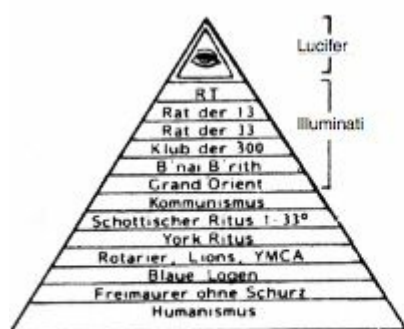 Lucifer
RT
Rat der 13
Illuminati
Rat der 33
Klub der 300
B'nai B'rith
Grand Orient
Kommunismus
Schottischer Ritus 1-33°
York Ritus
Rotarier, Lions, YMCA
Blaue Logen
Freimaurer ohne Schurz
Humanismus